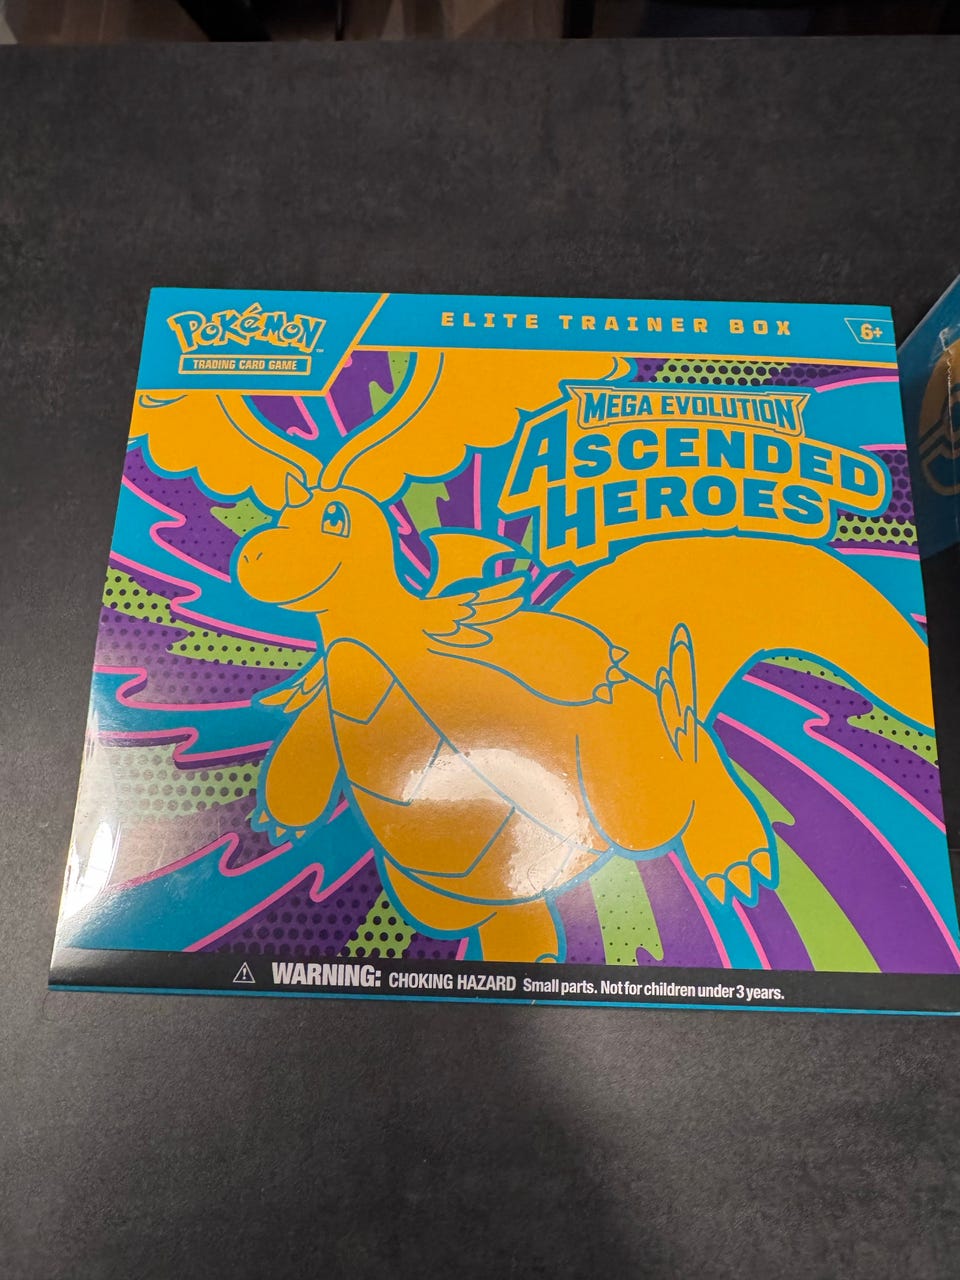 POKéMON™
TRADING CARD GAME
ELITE TRAINER BOX
6+
MEGA EVOLUTION
ASCENDED
HEROES
WARNING: CHOKING HAZARD Small parts. Not for children under 3 years.